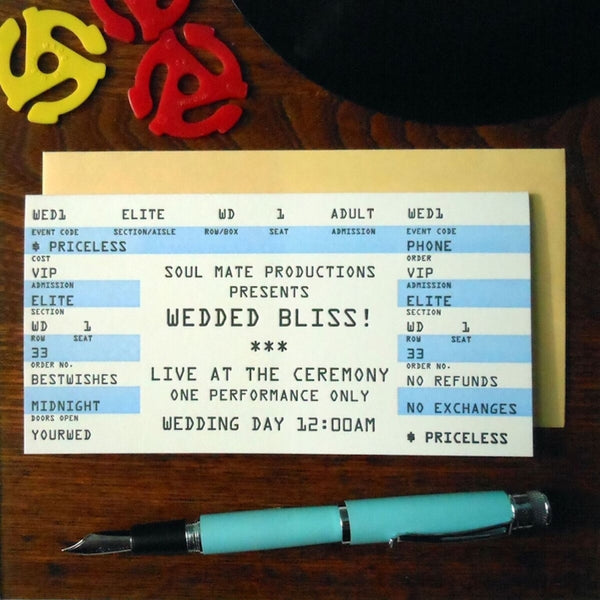 WED1 ELITE WD 1 ADULT WED1
EVENT CODE SECTION/AISLE ROW/BOX SEAT ADMISSION EVENT CODE
$ PRICELESS
COST
VIP
ADMISSION
ELITE
SECTION
WD 1
ROW SEAT
33
ORDER NO.
BESTWISHES
MIDNIGHT
DOORS OPEN
YOURWED
SOUL MATE PRODUCTIONS
PRESENTS
WEDDED BLISS!
***
LIVE AT THE CEREMONY
ONE PERFORMANCE ONLY
WEDDING DAY 12:00AM
PHONE
ORDER
VIP
ADMISSION
ELITE
SECTION
WD 1
ROW SEAT
33
ORDER NO.
NO REFUNDS
NO EXCHANGES
$ PRICELESS